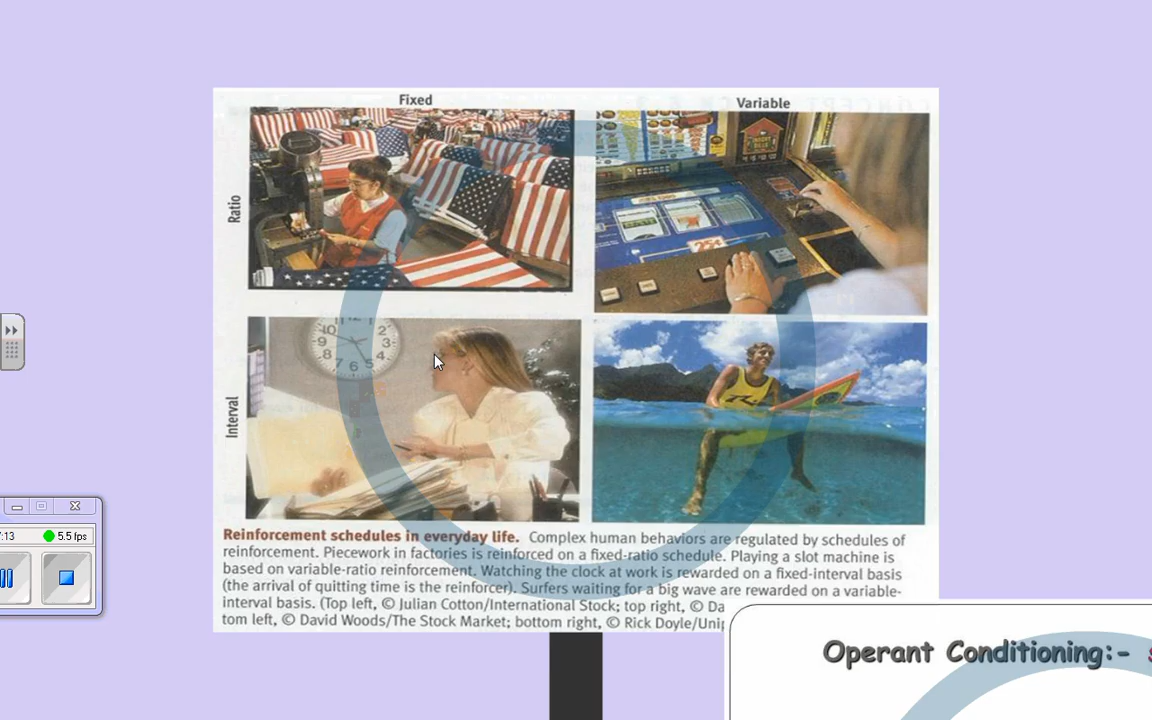 Fixed
Variable
Ratio
25¢
Interval
Reinforcement schedules in everyday life. Complex human behaviors are regulated by schedules of
reinforcement. Piecework in factories is reinforced on a fixed-ratio schedule. Playing a slot machine is
based on variable-ratio reinforcement. Watching the clock at work is rewarded on a fixed-interval basis
(the arrival of quitting time is the reinforcer). Surfers waiting for a big wave are rewarded on a variable-
interval basis. (Top left, © Julian Cotton/International Stock; top right, © Da
tom left, © David Woods/The Stock Market; bottom right, © Rick Doyle/Uni
:13
5.5 fps
Operant Conditioning:- s